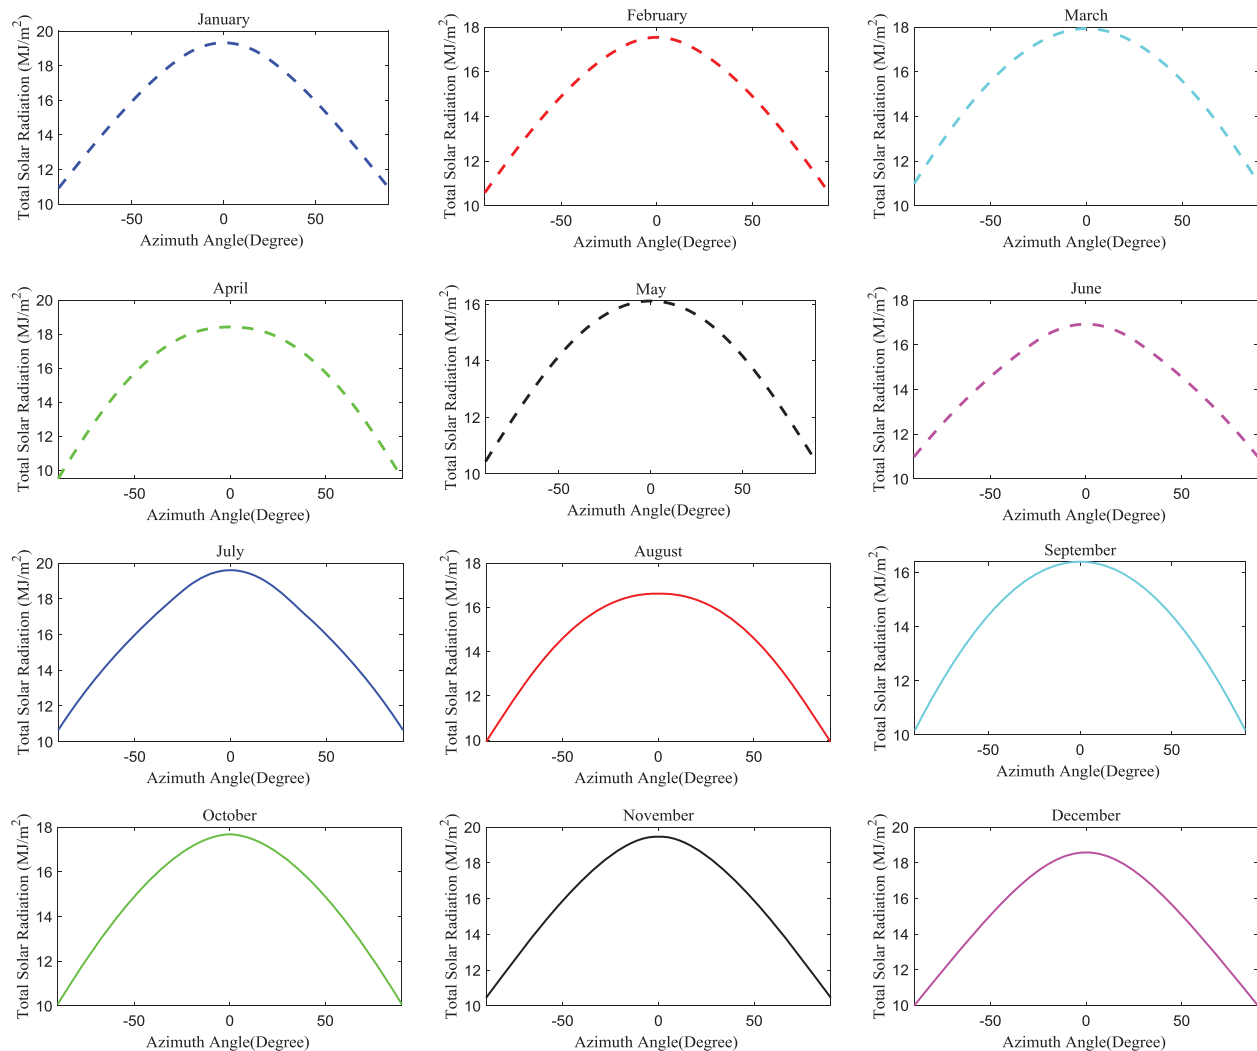 January
Total Solar Radiation (MJ/m²)
20
18
16
14
12
10
-50
0
50
Azimuth Angle(Degree)
February
Total Solar Radiation (MJ/m²)
18
16
14
12
10
-50
0
50
Azimuth Angle(Degree)
March
Total Solar Radiation (MJ/m²)
18
16
14
12
10
-50
0
50
Azimuth Angle(Degree)
April
Total Solar Radiation (MJ/m²)
20
18
16
14
12
10
-50
0
50
Azimuth Angle(Degree)
May
Total Solar Radiation (MJ/m²)
16
14
12
10
-50
0
50
Azimuth Angle(Degree)
June
Total Solar Radiation (MJ/m²)
18
16
14
12
10
-50
0
50
Azimuth Angle(Degree)
July
Total Solar Radiation (MJ/m²)
20
18
16
14
12
10
-50
0
50
Azimuth Angle(Degree)
August
Total Solar Radiation (MJ/m²)
18
16
14
12
10
-50
0
50
Azimuth Angle(Degree)
September
Total Solar Radiation (MJ/m²)
16
14
12
10
-50
0
50
Azimuth Angle(Degree)
October
Total Solar Radiation (MJ/m²)
18
16
14
12
10
-50
0
50
Azimuth Angle(Degree)
November
Total Solar Radiation (MJ/m²)
20
18
16
14
12
10
-50
0
50
Azimuth Angle(Degree)
December
Total Solar Radiation (MJ/m²)
20
18
16
14
12
10
-50
0
50
Azimuth Angle(Degree)